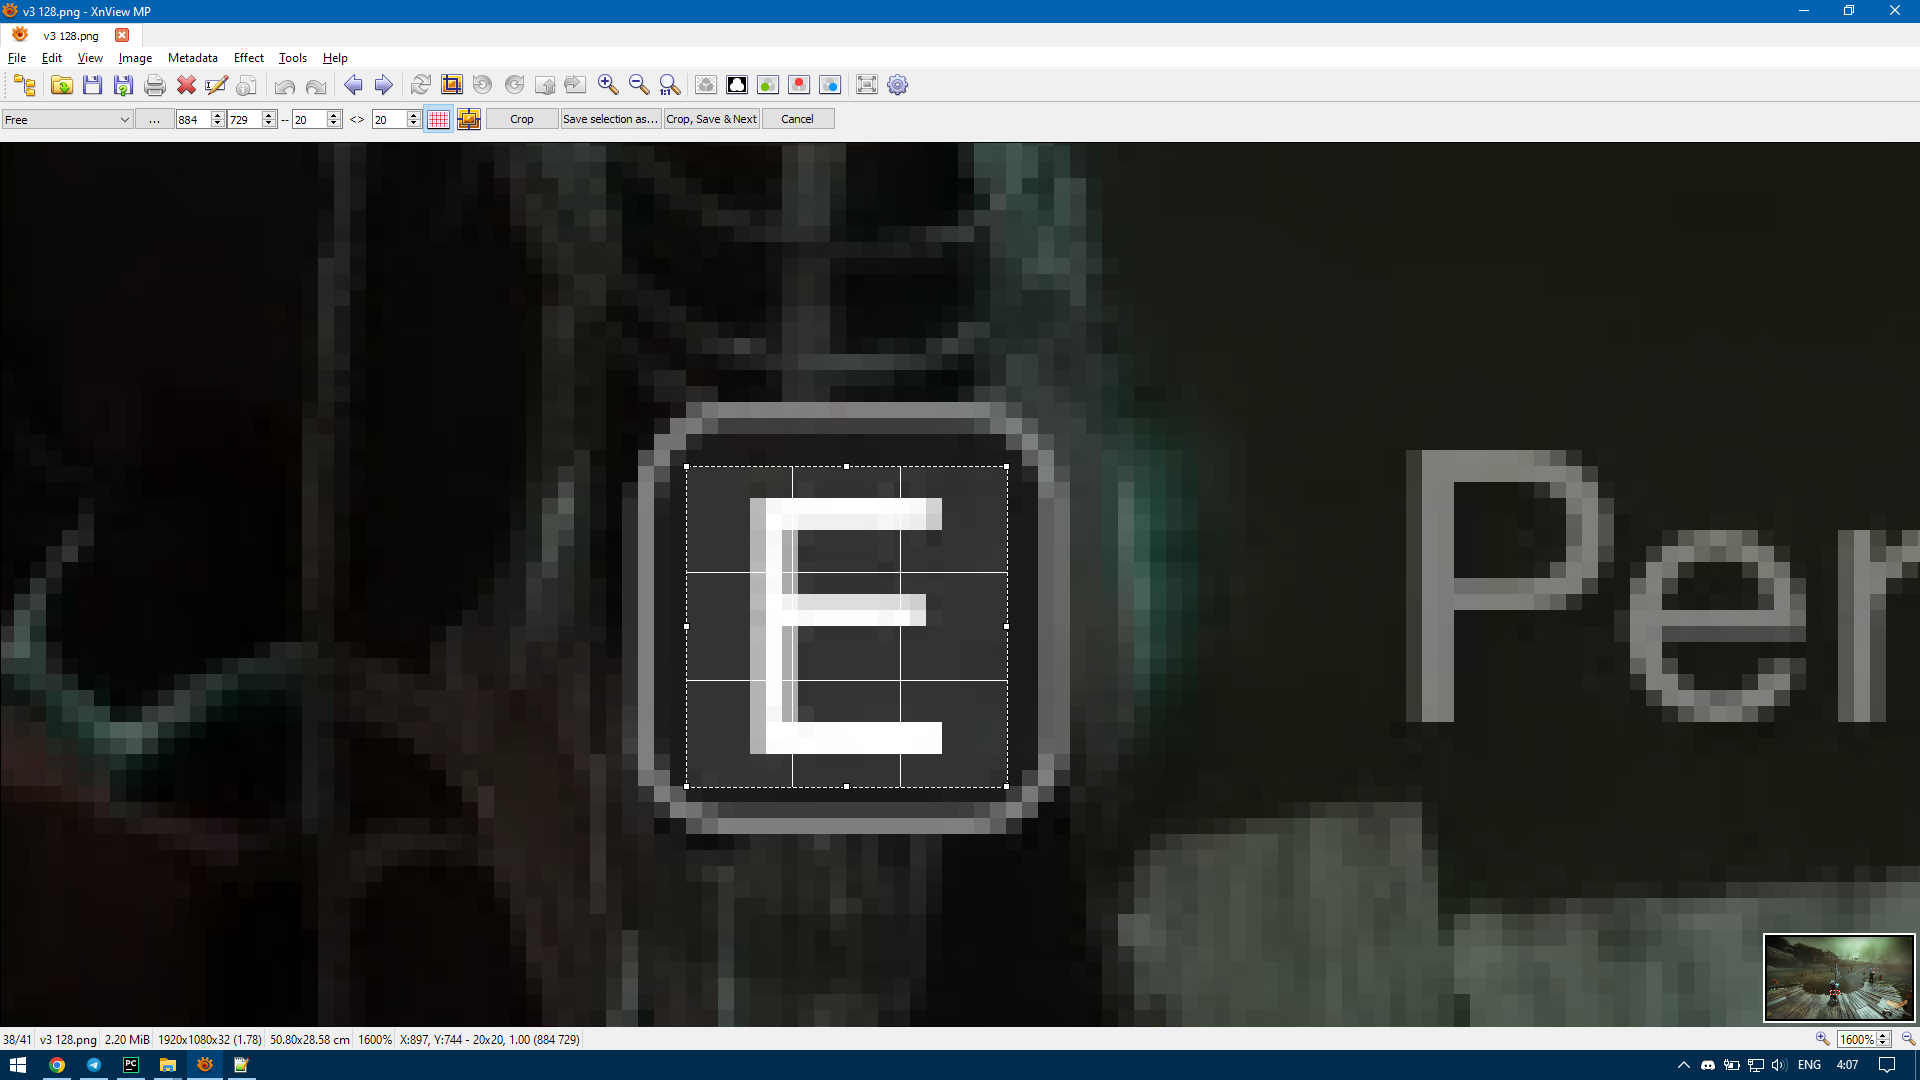 v3 128.png - XnView MP
v3 128.png
File Edit View Image Metadata Effect Tools Help
Free ... 884 729 -- 20 <> 20 Crop Save selection as... Crop, Save & Next Cancel
E Per
38/41 v3 128.png 2.20 MiB 1920x1080x32 (1.78) 50.80x28.58 cm 1600% X:897, Y:744 - 20x20, 1.00 (884 729) 1600%
PC ENG 4:07